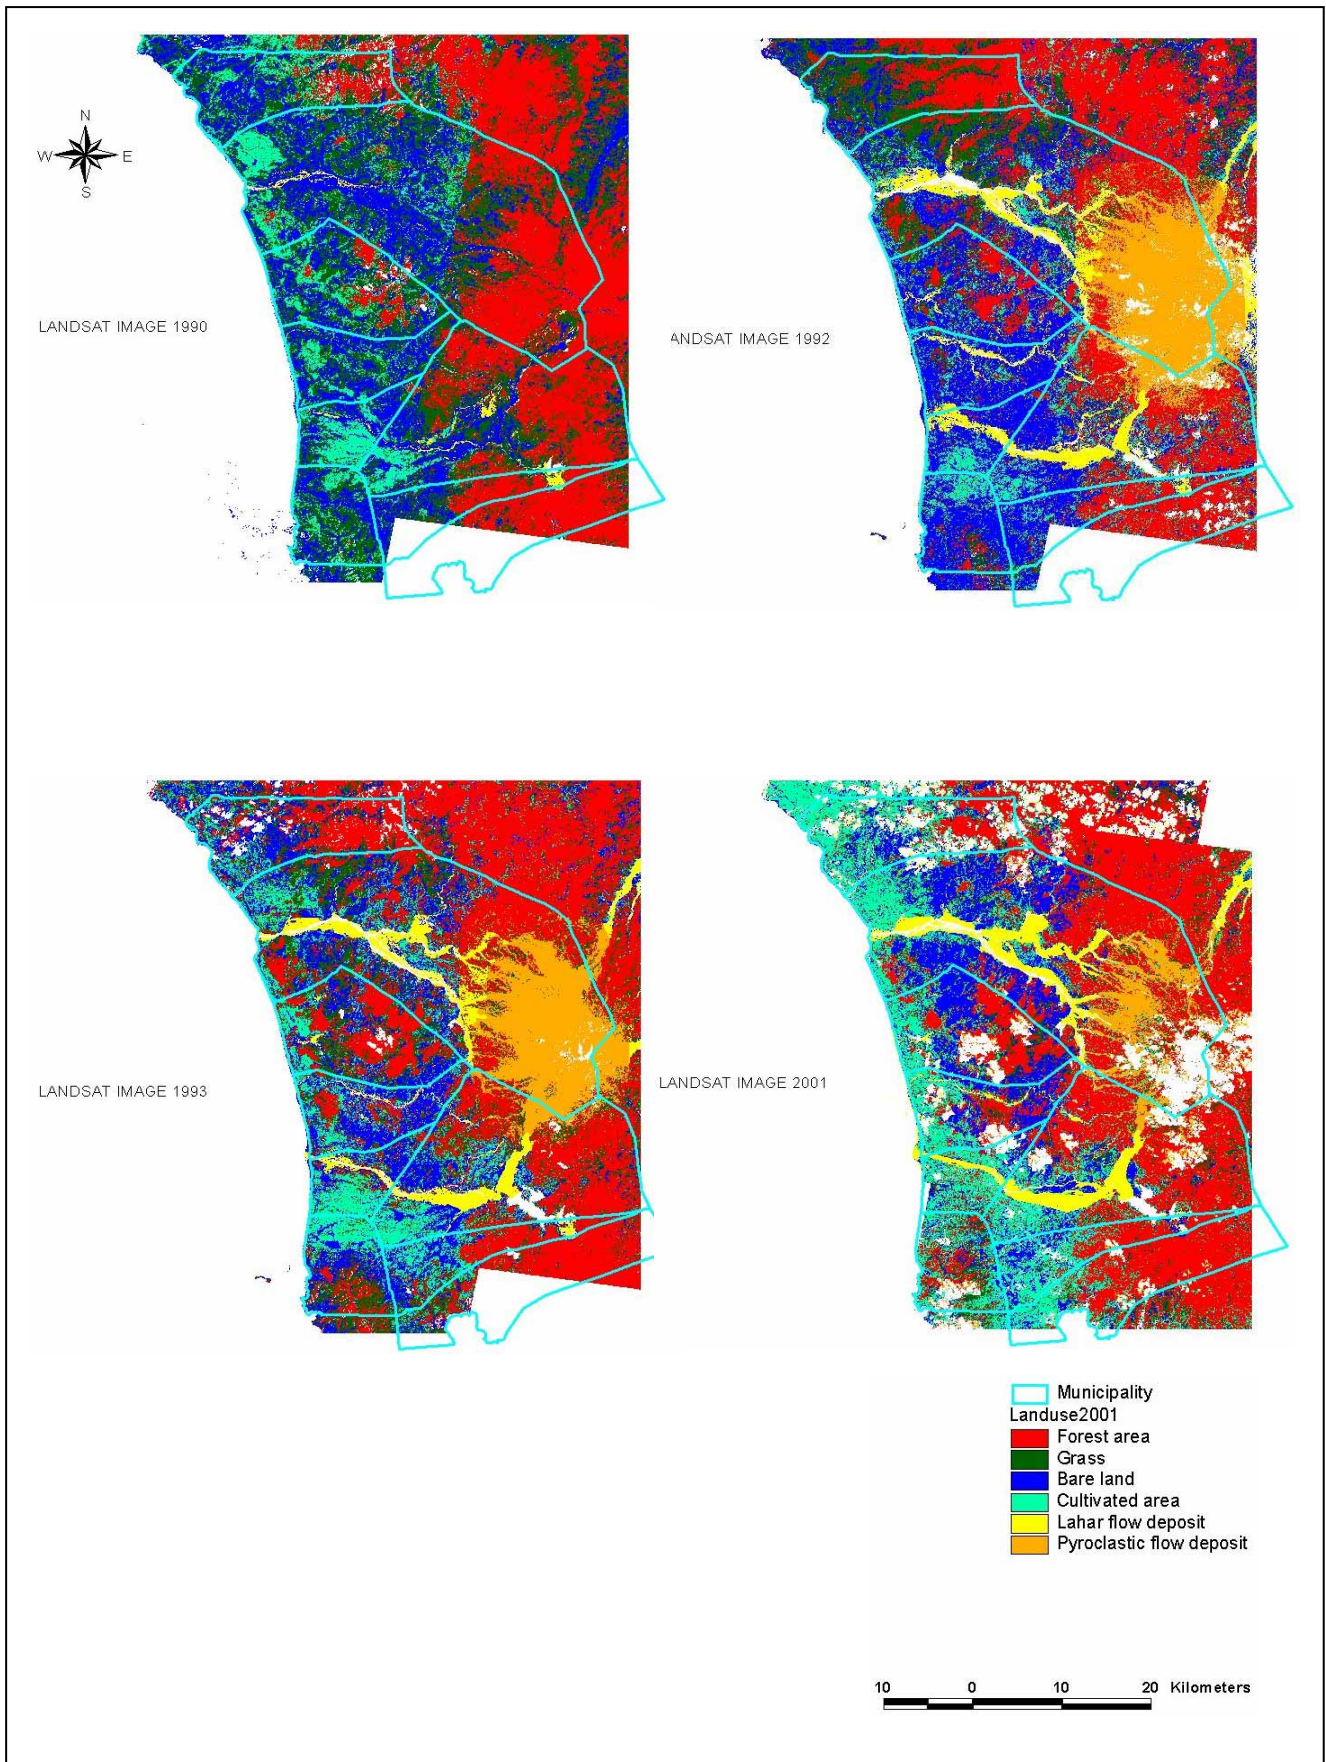 N
W E
S
LANDSAT IMAGE 1990
ANDSAT IMAGE 1992
LANDSAT IMAGE 1993
LANDSAT IMAGE 2001
Municipality
Landuse2001
Forest area
Grass
Bare land
Cultivated area
Lahar flow deposit
Pyroclastic flow deposit
10 0 10 20 Kilometers